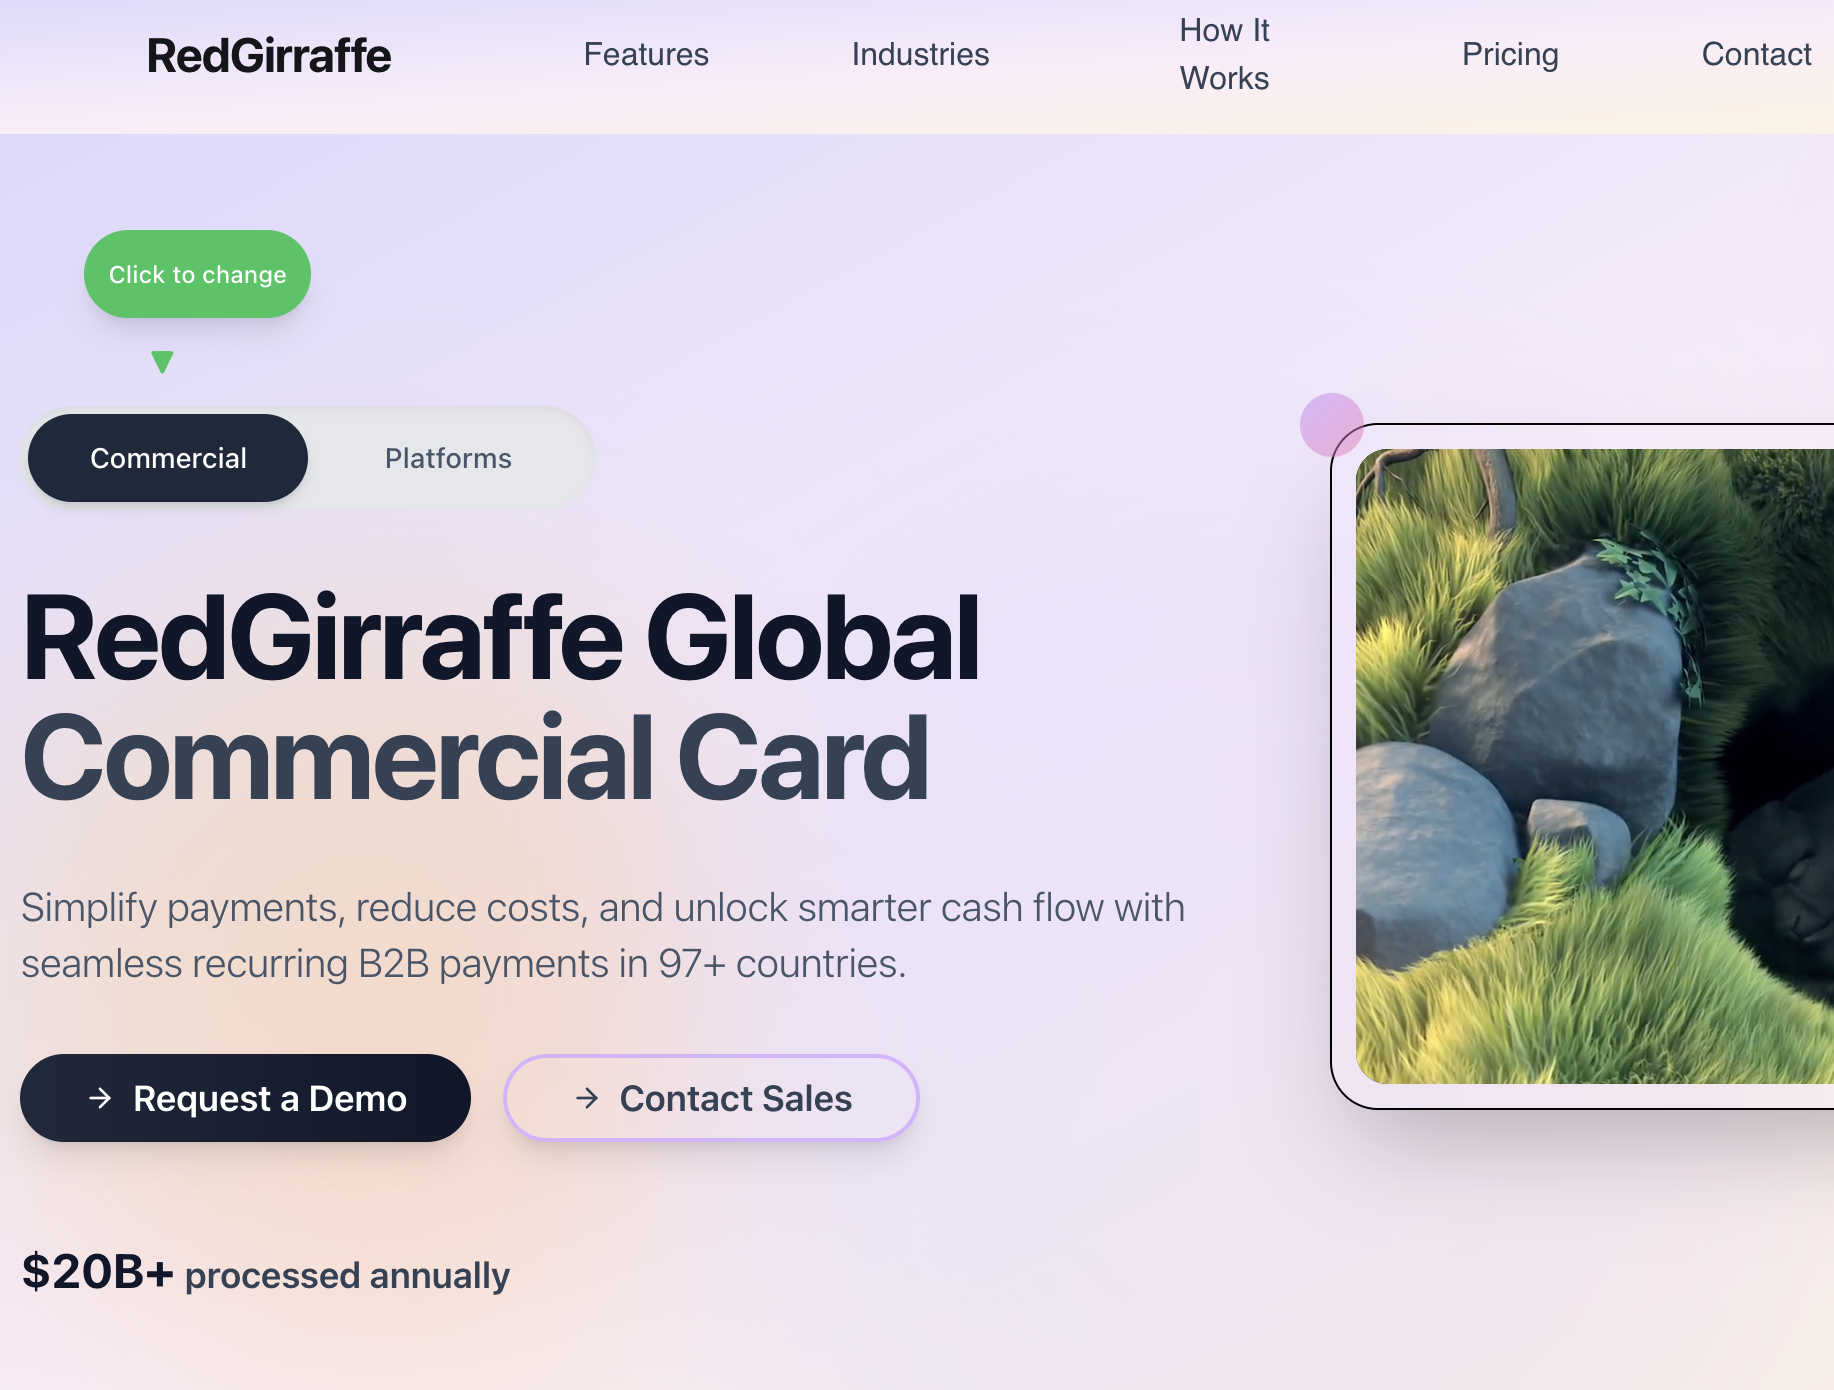 RedGirraffe
Features
Industries
How It
Works
Pricing
Contact
Click to change
Commercial
Platforms
RedGirraffe Global
Commercial Card
Simplify payments, reduce costs, and unlock smarter cash flow with
seamless recurring B2B payments in 97+ countries.
→ Request a Demo
→ Contact Sales
$20B+ processed annually